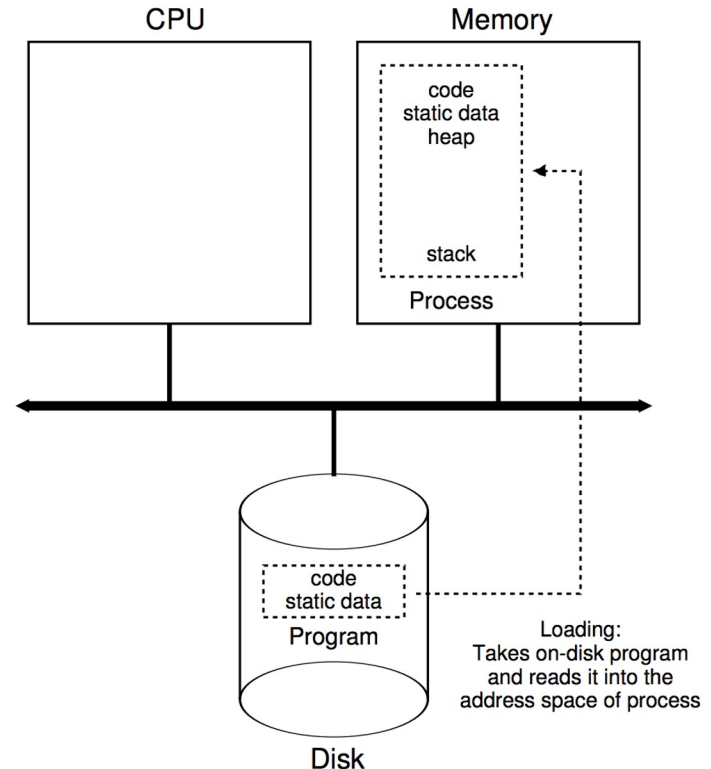 CPU
Memory
code
static data
heap
stack
Process
code
static data
Program
Loading:
Takes on-disk program
and reads it into the
address space of process
Disk